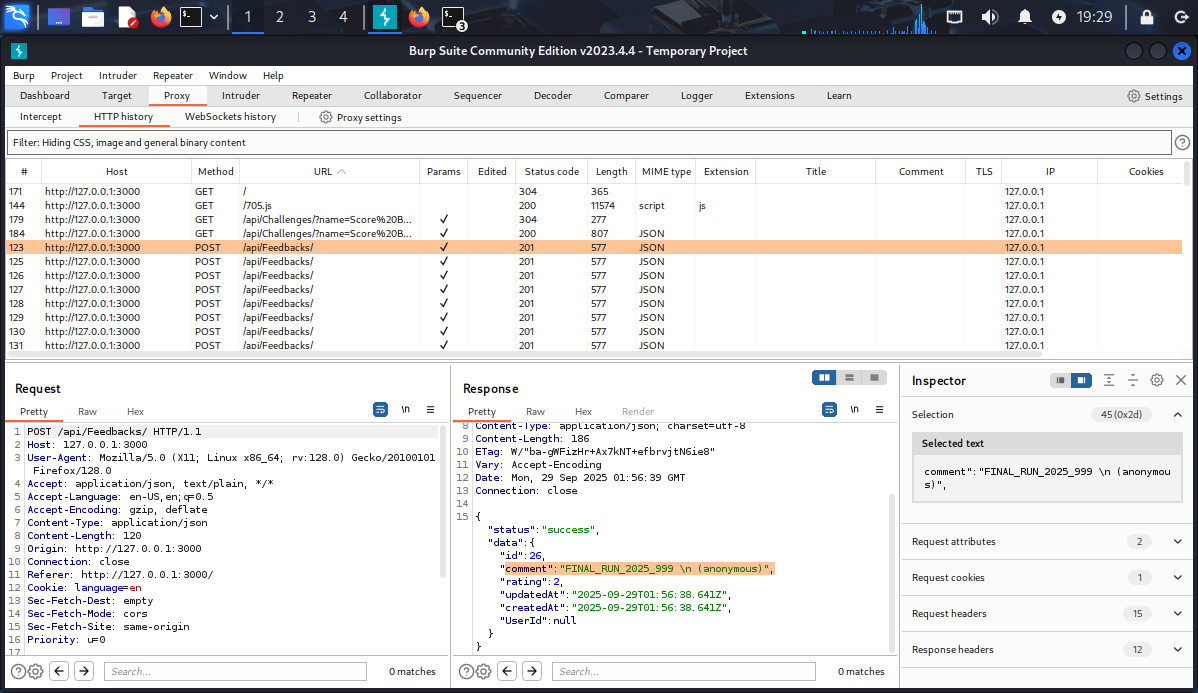 1 2 3 4 3 19:29
Burp Suite Community Edition v2023.4.4 - Temporary Project
Burp Project Intruder Repeater Window Help
Dashboard Target Proxy Intruder Repeater Collaborator Sequencer Decoder Comparer Logger Extensions Learn Settings
Intercept HTTP history WebSockets history Proxy settings
Filter: Hiding CSS, image and general binary content ?
# Host Method URL Params Edited Status code Length MIME type Extension Title Comment TLS IP Cookies
171 http://127.0.0.1:3000 GET / 304 365 127.0.0.1
144 http://127.0.0.1:3000 GET /705.js 200 11574 script js 127.0.0.1
179 http://127.0.0.1:3000 GET /api/Challenges/?name=Score%20B... ✓ 304 277 127.0.0.1
184 http://127.0.0.1:3000 GET /api/Challenges/?name=Score%20B... ✓ 200 807 JSON 127.0.0.1
123 http://127.0.0.1:3000 POST /api/Feedbacks/ ✓ 201 577 JSON 127.0.0.1
125 http://127.0.0.1:3000 POST /api/Feedbacks/ ✓ 201 577 JSON 127.0.0.1
126 http://127.0.0.1:3000 POST /api/Feedbacks/ ✓ 201 577 JSON 127.0.0.1
127 http://127.0.0.1:3000 POST /api/Feedbacks/ ✓ 201 577 JSON 127.0.0.1
128 http://127.0.0.1:3000 POST /api/Feedbacks/ ✓ 201 577 JSON 127.0.0.1
129 http://127.0.0.1:3000 POST /api/Feedbacks/ ✓ 201 577 JSON 127.0.0.1
130 http://127.0.0.1:3000 POST /api/Feedbacks/ ✓ 201 577 JSON 127.0.0.1
131 http://127.0.0.1:3000 POST /api/Feedbacks/ ✓ 201 577 JSON 127.0.0.1
Request
Pretty Raw Hex \n
1 POST /api/Feedbacks/ HTTP/1.1
2 Host: 127.0.0.1:3000
3 User-Agent: Mozilla/5.0 (X11; Linux x86_64; rv:128.0) Gecko/20100101
Firefox/128.0
4 Accept: application/json, text/plain, */*
5 Accept-Language: en-US,en;q=0.5
6 Accept-Encoding: gzip, deflate
7 Content-Type: application/json
8 Content-Length: 120
9 Origin: http://127.0.0.1:3000
10 Connection: close
11 Referer: http://127.0.0.1:3000/
12 Cookie: language=en
13 Sec-Fetch-Dest: empty
14 Sec-Fetch-Mode: cors
15 Sec-Fetch-Site: same-origin
16 Priority: u=0
17
? Search... 0 matches
Response
Pretty Raw Hex Render \n
8 Content-Type: application/json; charset=utf-8
9 Content-Length: 186
10 ETag: W/"ba-gWFizHr+Ax7kNT+efbrvjtN6ie8"
11 Vary: Accept-Encoding
12 Date: Mon, 29 Sep 2025 01:56:39 GMT
13 Connection: close
14
15 {
"status":"success",
"data":{
"id":26,
"comment":"FINAL_RUN_2025_999 \n (anonymous)",
"rating":2,
"updatedAt":"2025-09-29T01:56:38.641Z",
"createdAt":"2025-09-29T01:56:38.641Z",
"UserId":null
}
}
? Search... 0 matches
Inspector
Selection 45 (0x2d)
Selected text
comment":"FINAL_RUN_2025_999 \n (anonymou
s)",
Request attributes 2
Request cookies 1
Request headers 15
Response headers 12